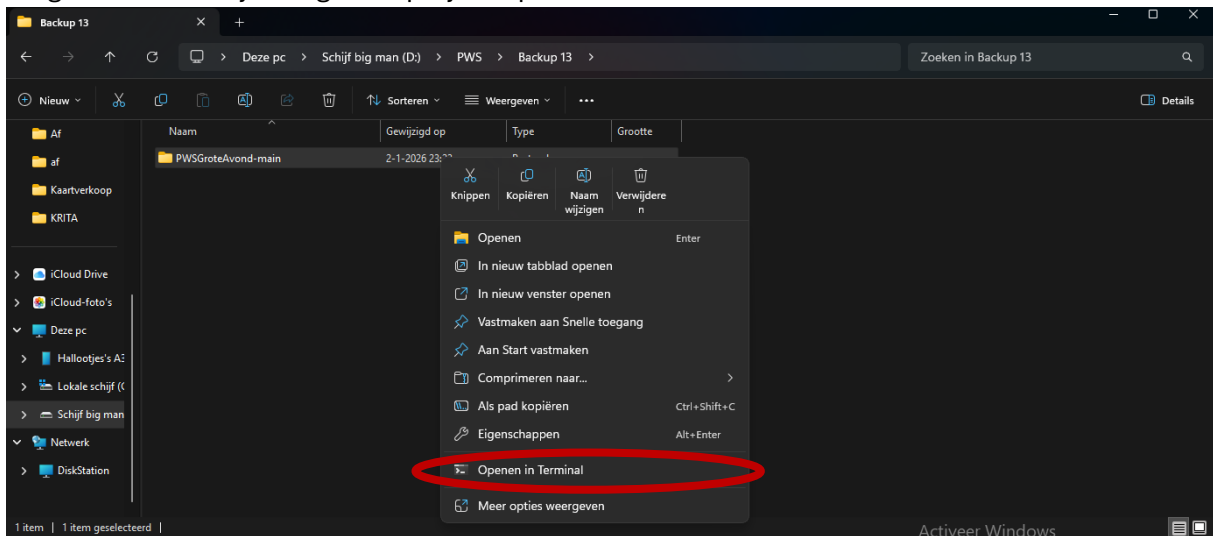 Backup 13
Deze pc > Schijf big man (D:) > PWS > Backup 13 >
Zoeken in Backup 13
Nieuw
Sorteren
Weergeven
Details
Naam
Gewijzigd op
Type
Grootte
Af
af
Kaartverkoop
KRITA
iCloud Drive
iCloud-foto's
Deze pc
Hallootjes's
Lokale schijf
Schijf big man
Netwerk
DiskStation
PWSGroteAvond-main
2-1-2026
Knippen
Kopiëren
Naam
wijzigen
Verwijdere
n
Openen Enter
In nieuw tabblad openen
In nieuw venster openen
Vastmaken aan Snelle toegang
Aan Start vastmaken
Comprimeren naar...
Als pad kopiëren Ctrl+Shift+C
Eigenschappen Alt+Enter
Openen in Terminal
Meer opties weergeven
1 item | 1 item geselecteerd |
Activeer Windows